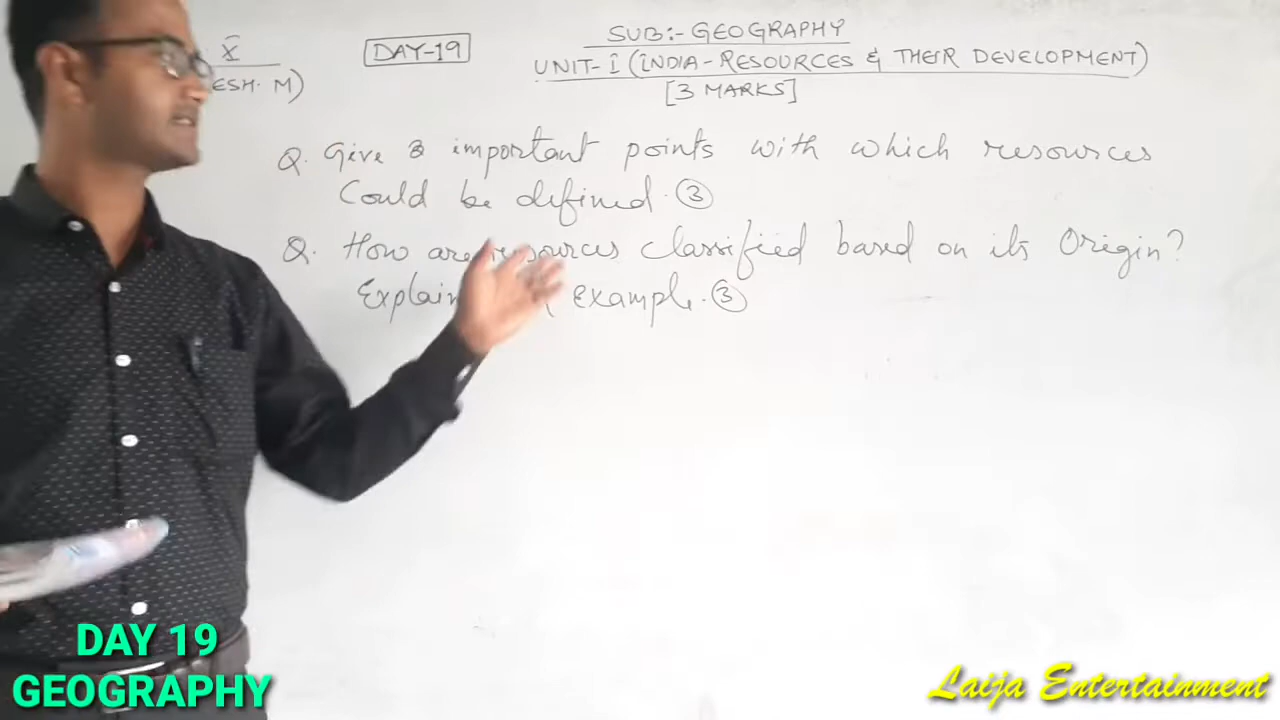 X
ESH. M)
DAY-19
SUB:- GEOGRAPHY
UNIT- I (INDIA - RESOURCES & THEIR DEVELOPMENT)
[3 MARKS]
Q. Give 3 important points with which resources
Could be defined. ③
Q. How are resources classified based on its Origin?
Explain example. ③
DAY 19
GEOGRAPHY
Laija Entertainment